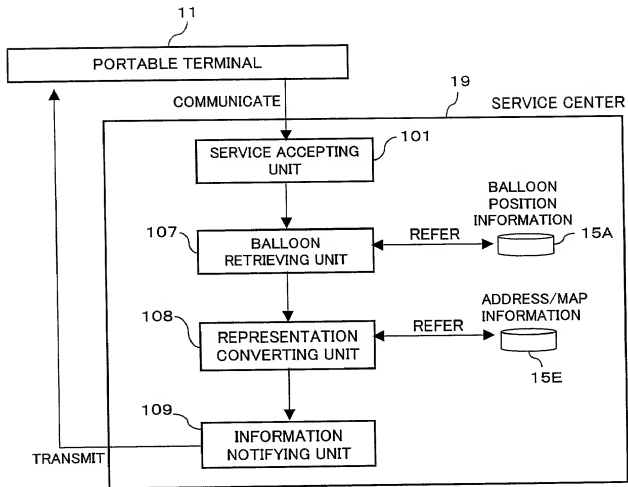 11
PORTABLE TERMINAL
COMMUNICATE
19
SERVICE CENTER
SERVICE ACCEPTING
UNIT
101
BALLOON
POSITION
INFORMATION
107
BALLOON
RETRIEVING UNIT
REFER
15A
ADDRESS/MAP
INFORMATION
108
REPRESENTATION
CONVERTING UNIT
REFER
15E
109
INFORMATION
NOTIFYING UNIT
TRANSMIT